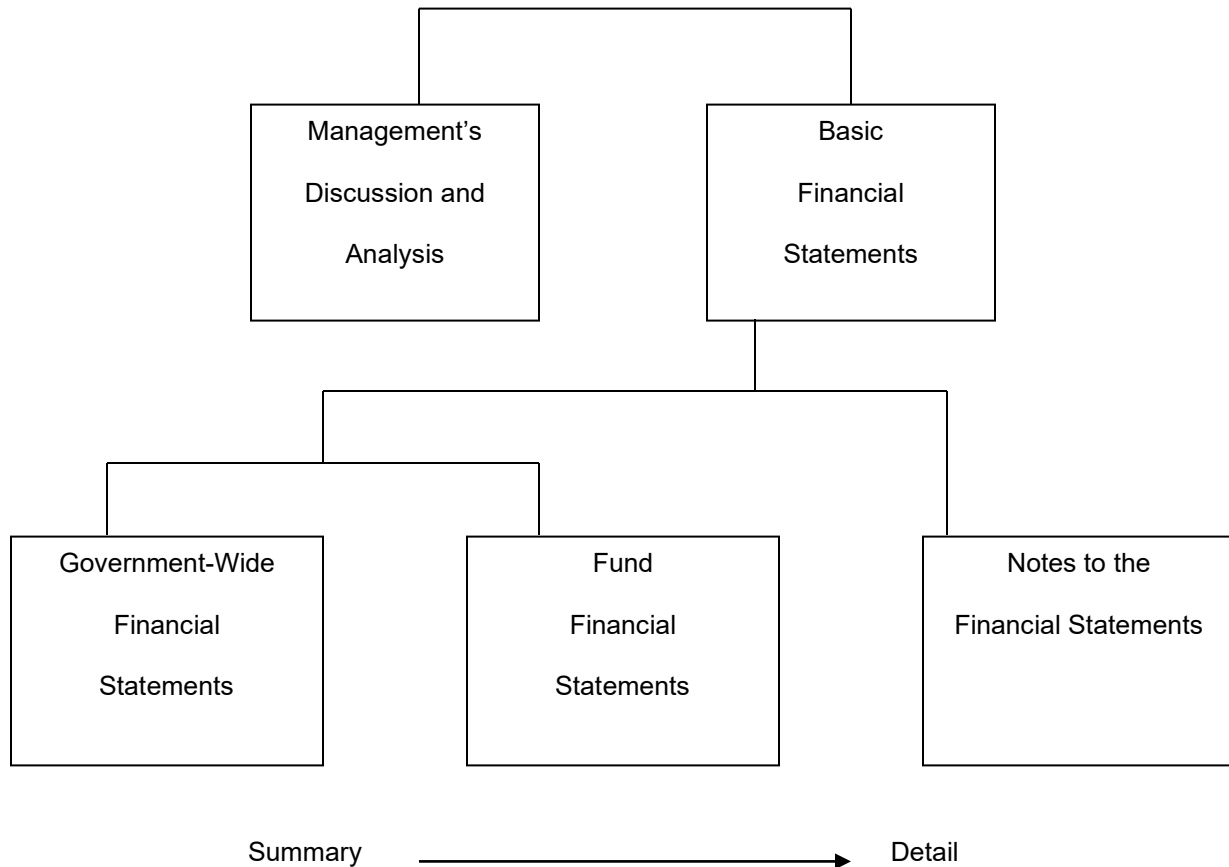 Management’s
Discussion and
Analysis
Basic
Financial
Statements
Government-Wide
Financial
Statements
Fund
Financial
Statements
Notes to the
Financial Statements
Summary
Detail